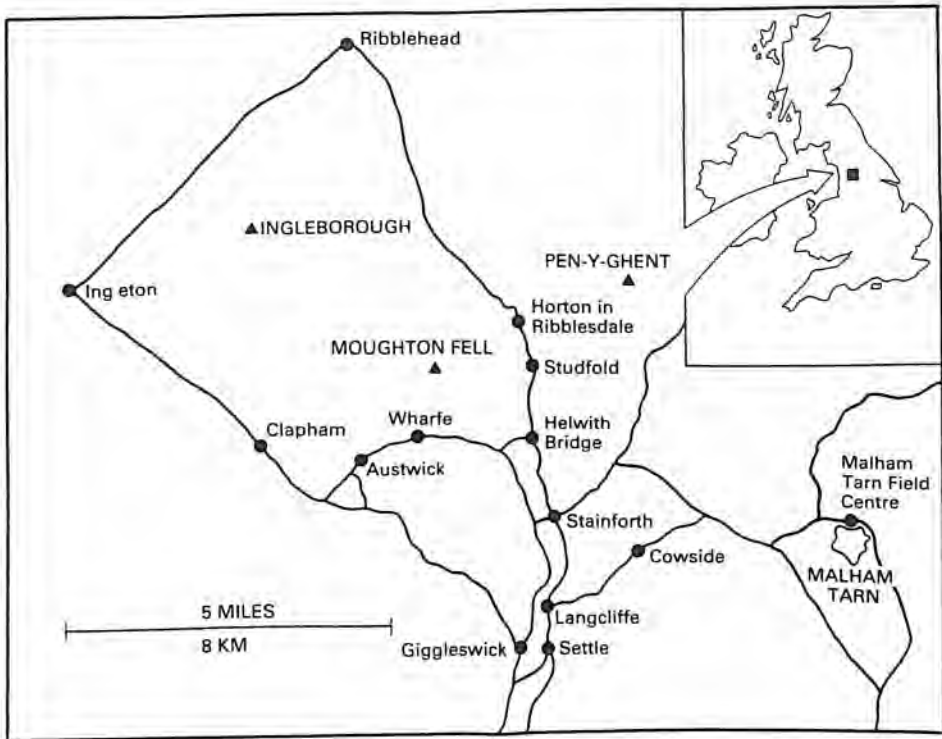 Ribblehead
INGLEBOROUGH
PEN-Y-GHENT
Ing eton
Horton in
Ribblesdale
MOUGHTON FELL
Studfold
Wharfe
Helwith
Bridge
Clapham
Austwick
Malham
Tarn Field
Centre
Stainforth
Cowside
MALHAM
TARN
5 MILES
8 KM
Langcliffe
Giggleswick
Settle